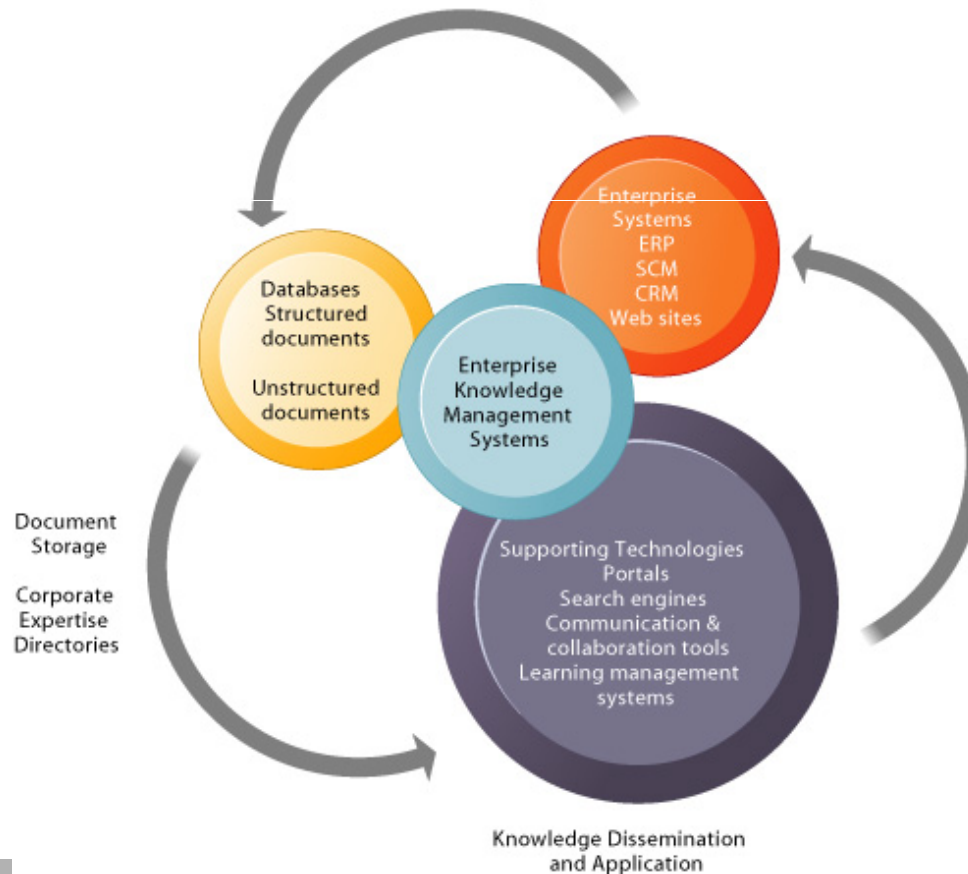 Enterprise
Systems
ERP
SCM
CRM
Web sites
Databases
Structured
documents
Unstructured
documents
Enterprise
Knowledge
Management
Systems
Document
Storage
Corporate
Expertise
Directories
Supporting Technologies
Portals
Search engines
Communication &
collaboration tools
Learning management
systems
Knowledge Dissemination
and Application